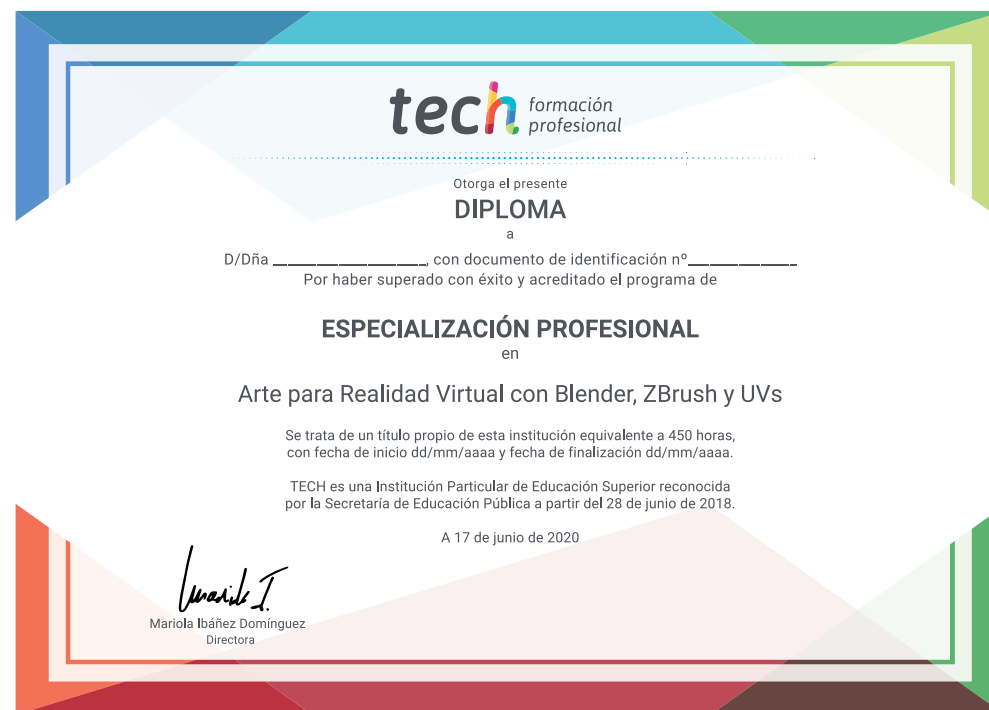 tech formación
profesional
Otorga el presente
DIPLOMA
a
D/Dña ____________________, con documento de identificación nº______________
Por haber superado con éxito y acreditado el programa de
ESPECIALIZACIÓN PROFESIONAL
en
Arte para Realidad Virtual con Blender, ZBrush y UVs
Se trata de un título propio de esta institución equivalente a 450 horas,
con fecha de inicio dd/mm/aaaa y fecha de finalización dd/mm/aaaa.
TECH es una Institución Particular de Educación Superior reconocida
por la Secretaría de Educación Pública a partir del 28 de junio de 2018.
A 17 de junio de 2020
Mariola Ibáñez Domínguez
Directora